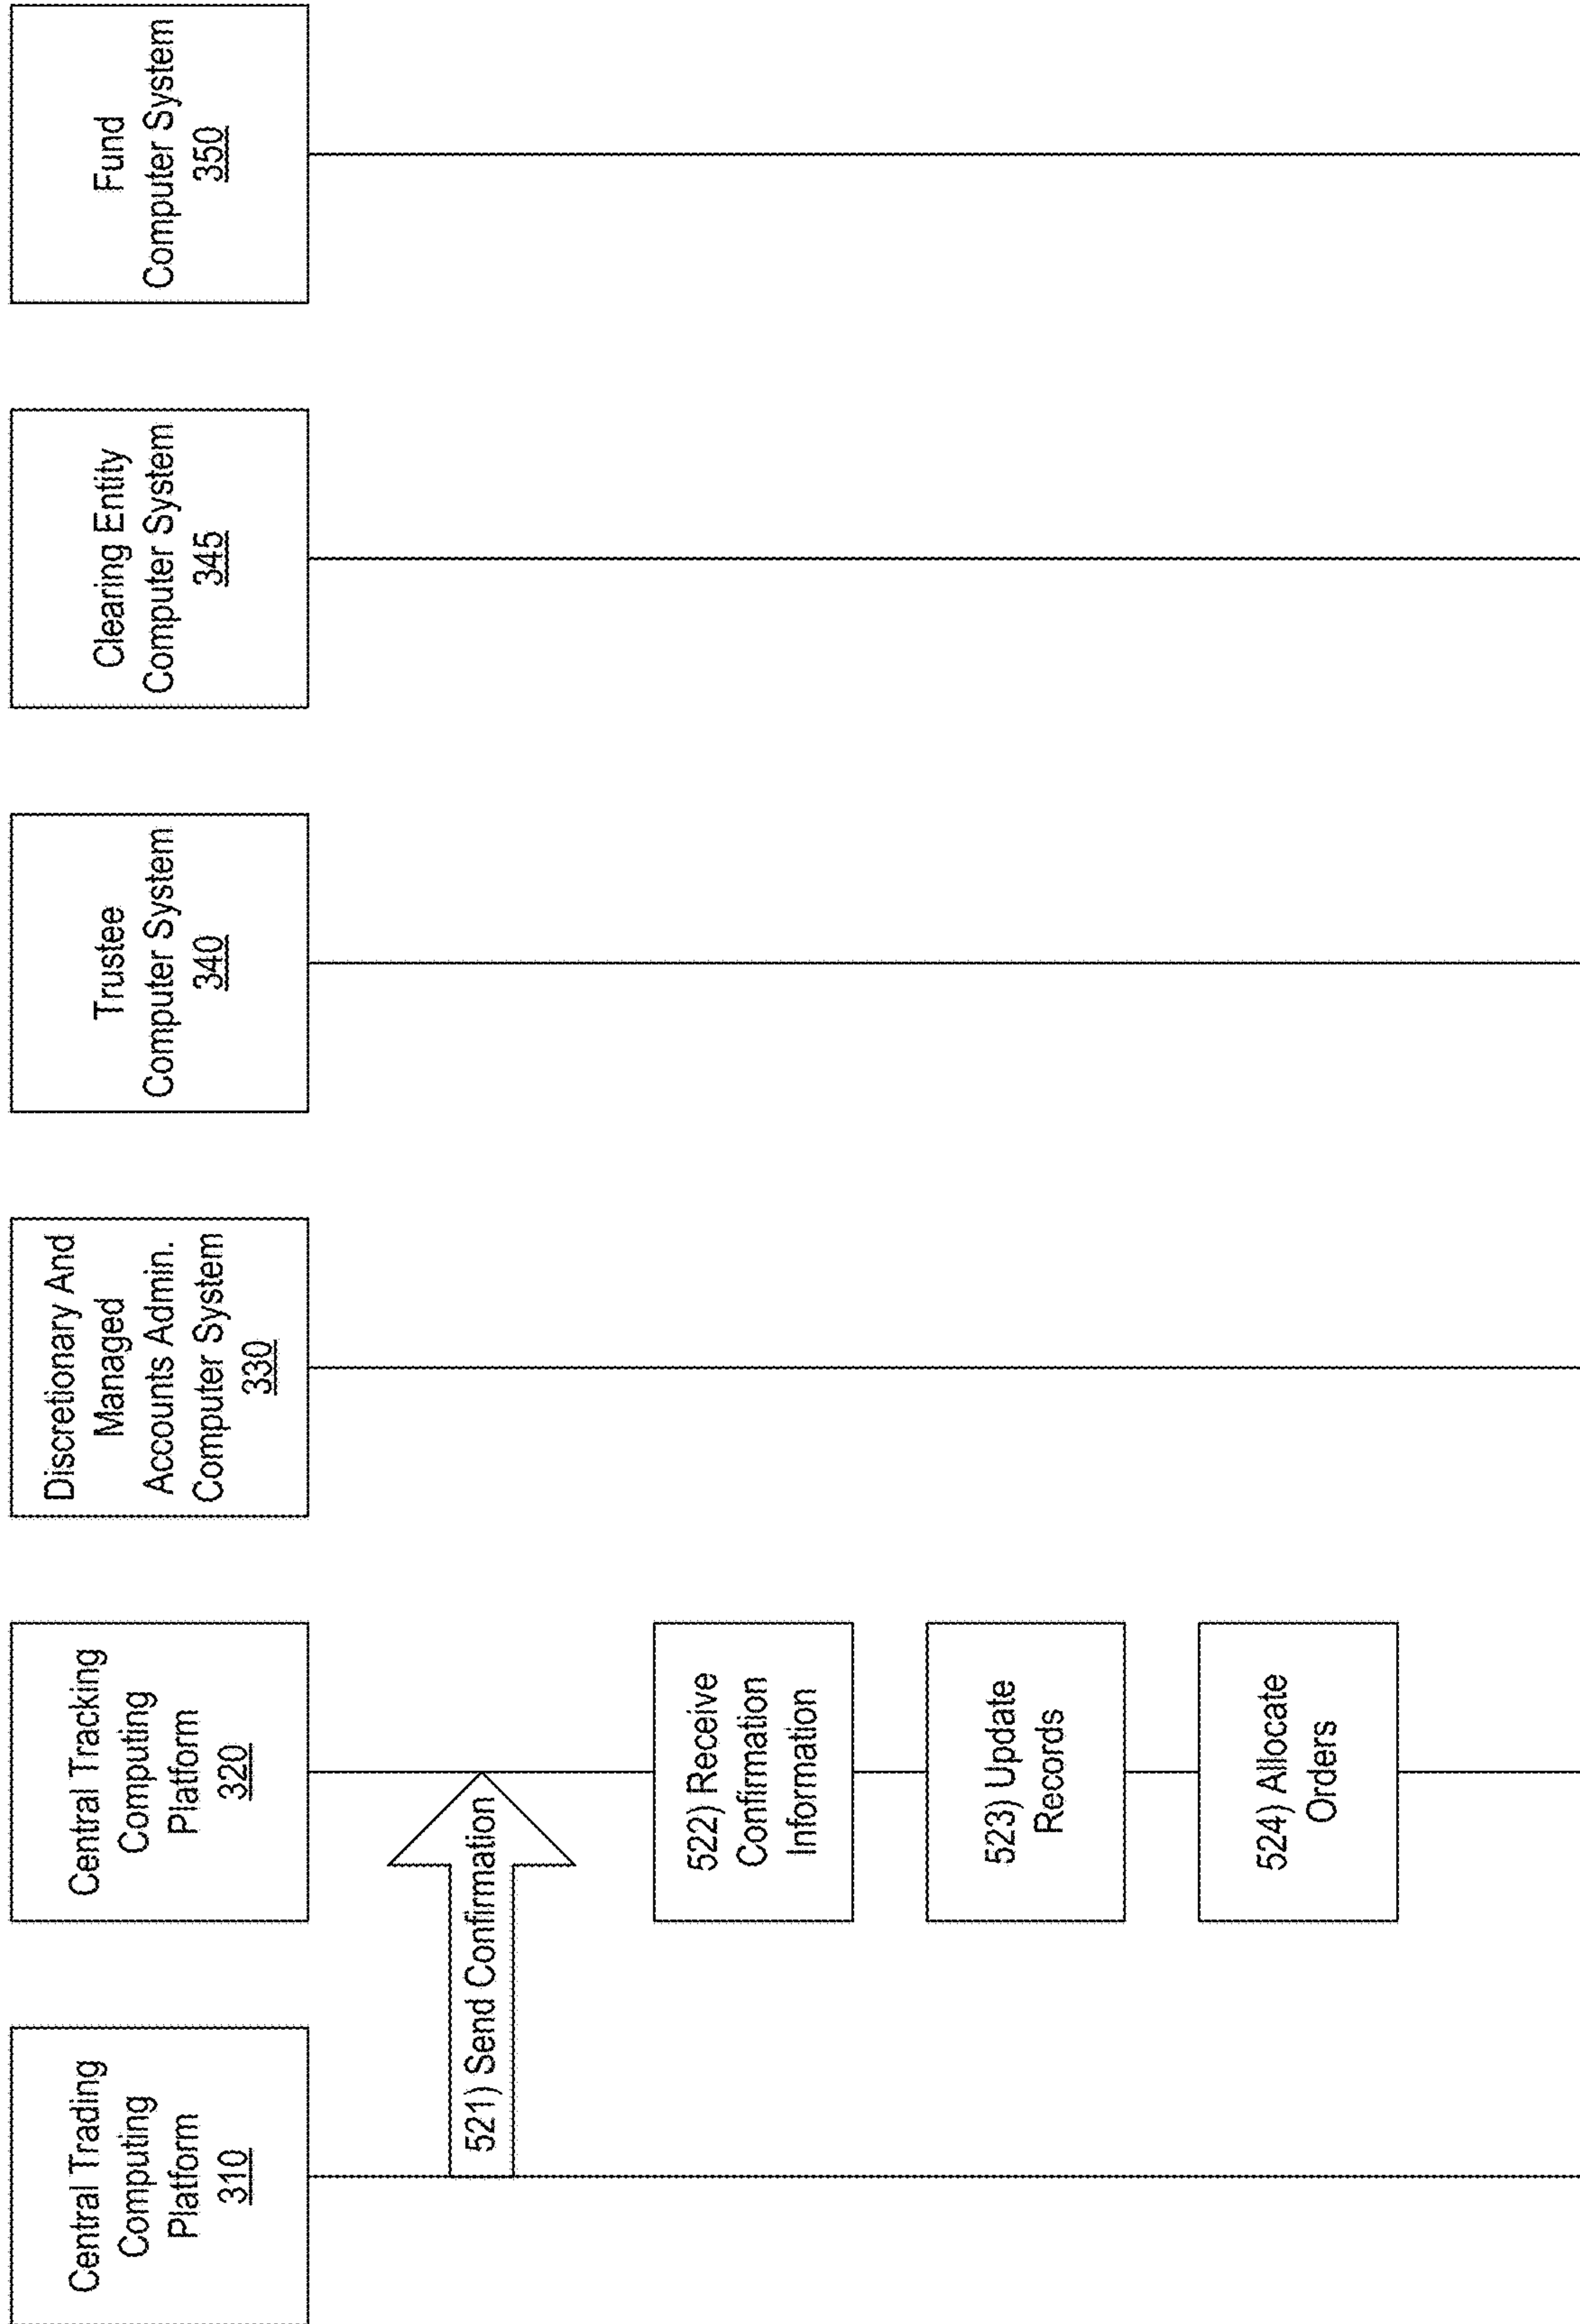 Central Trading
Computing
Platform
310
Central Tracking
Computing
Platform
320
Discretionary And
Managed
Accounts Admin.
Computer System
330
Trustee
Computer System
340
Clearing Entity
Computer System
345
Fund
Computer System
350
521) Send Confirmation
522) Receive
Confirmation
Information
523) Update
Records
524) Allocate
Orders